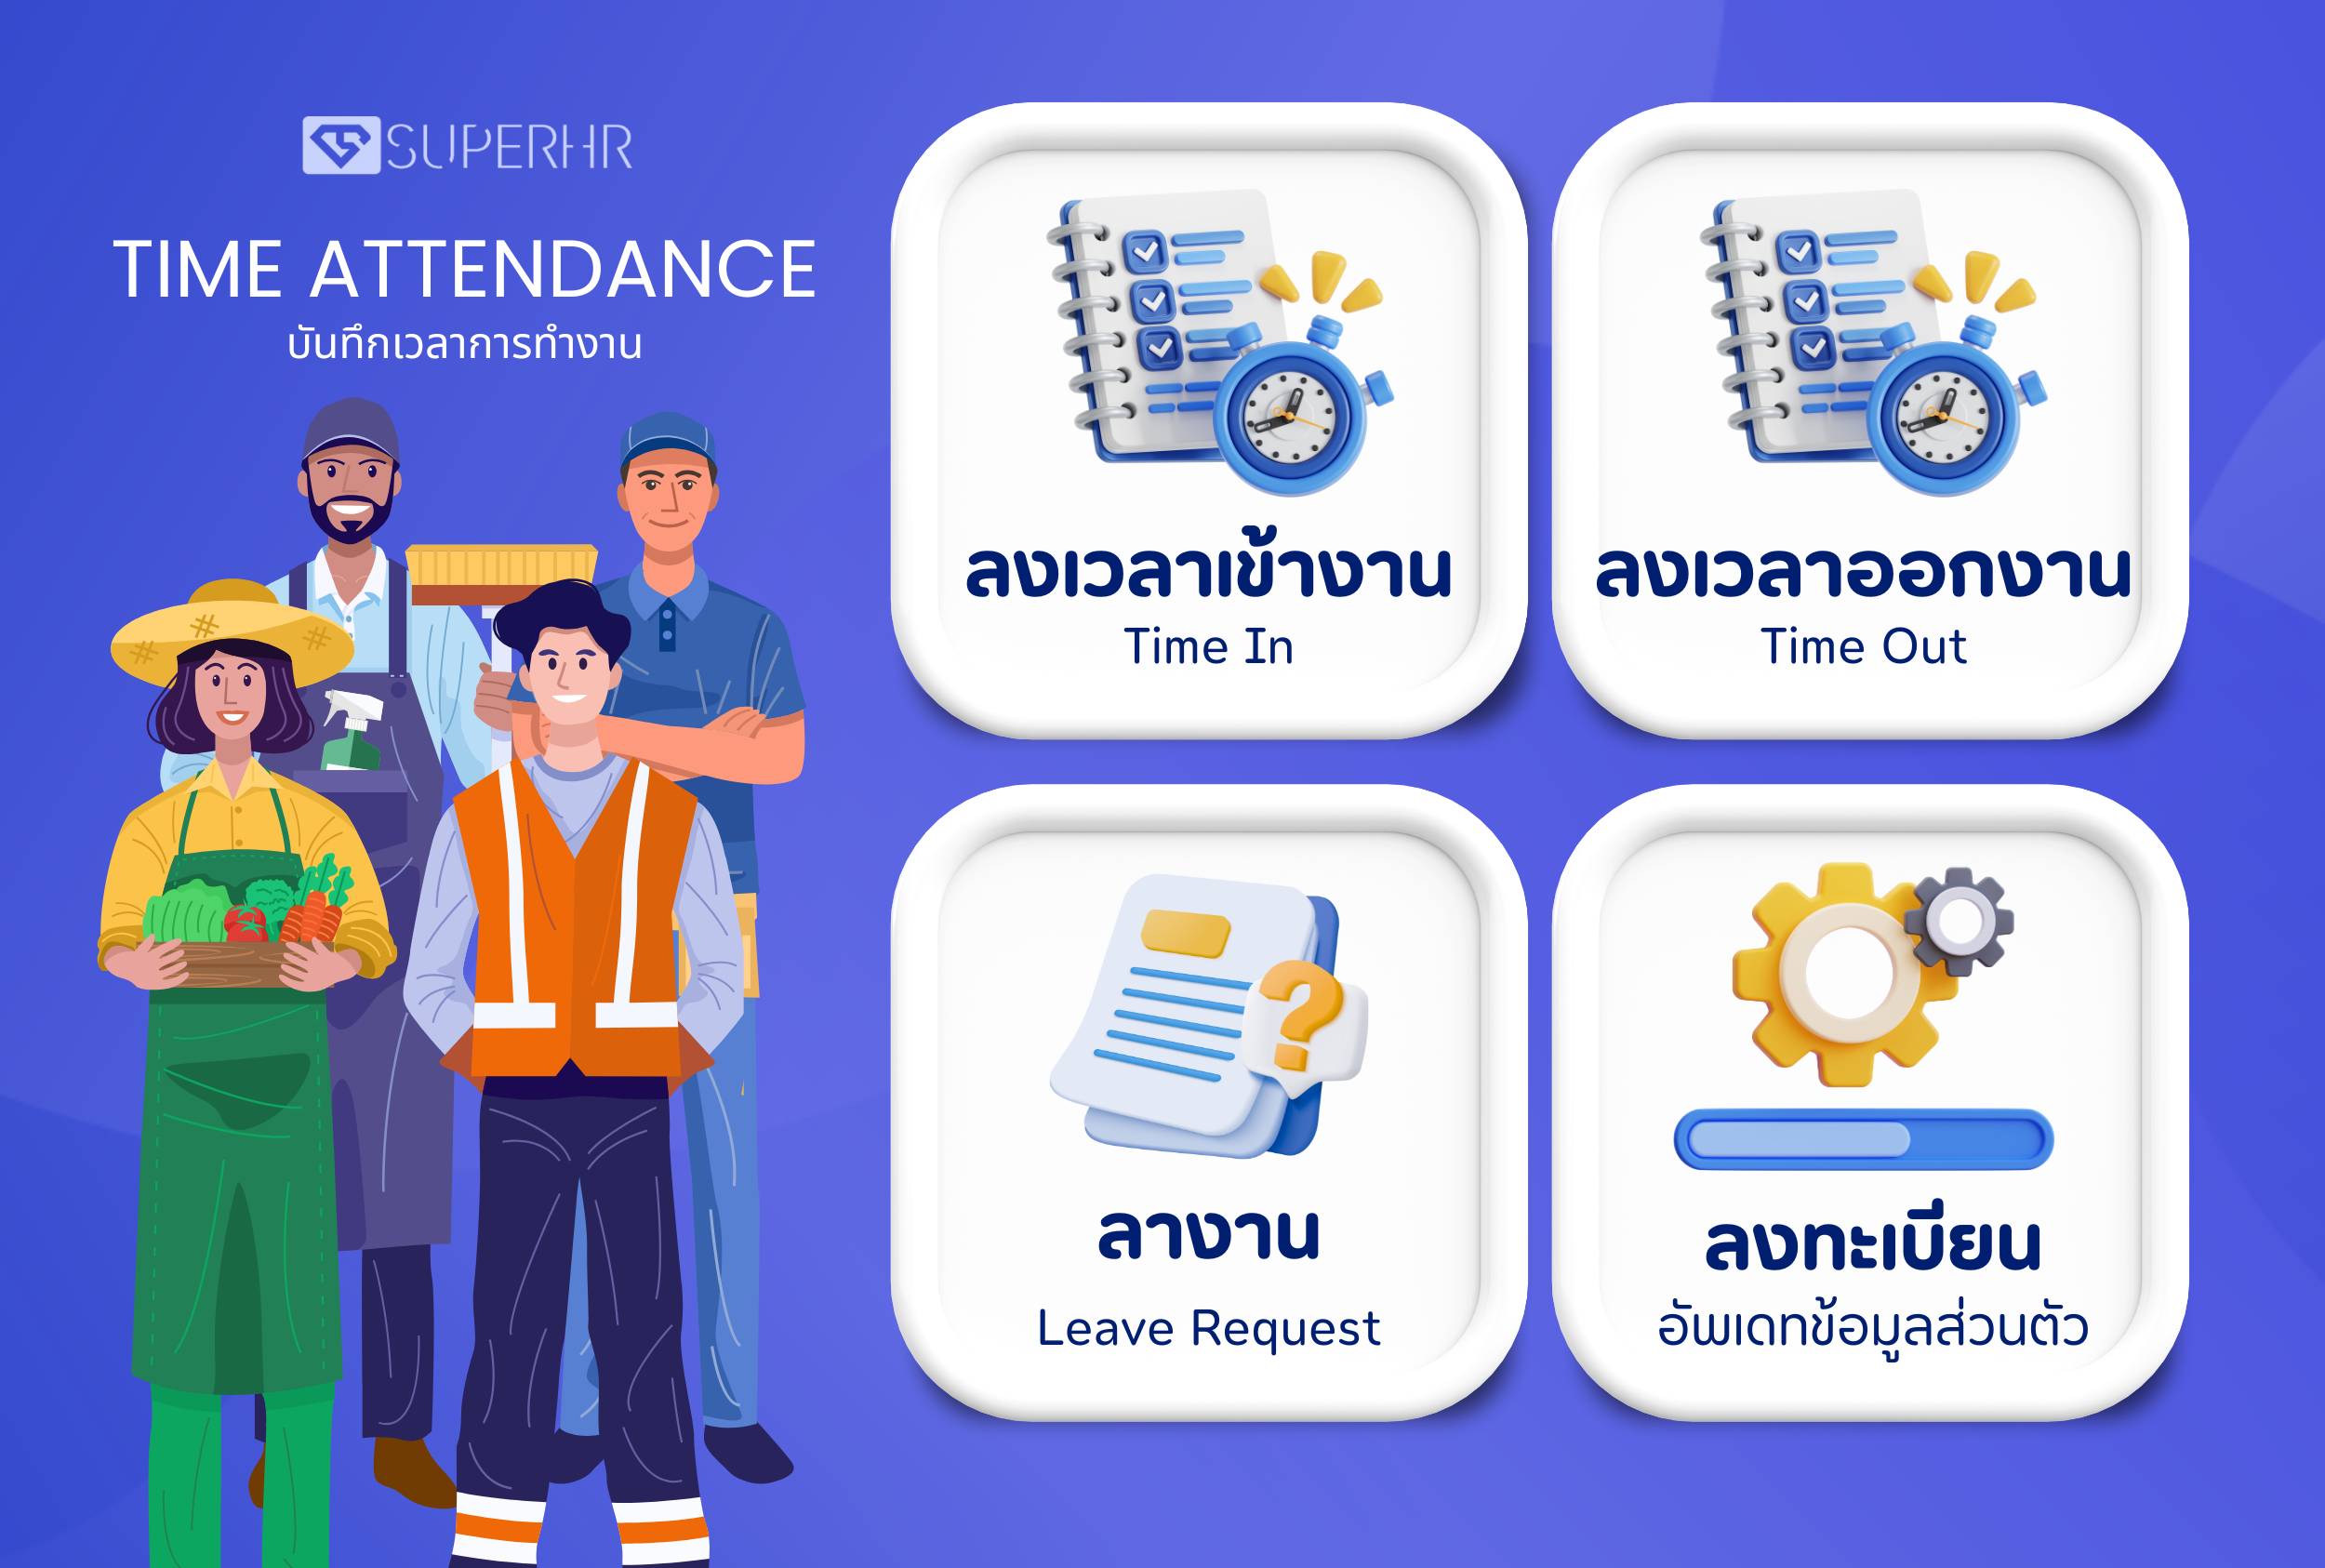 SUPERHR
TIME ATTENDANCE
บันทึกเวลาการทำงาน
ลงเวลาเข้างาน
Time In
ลงเวลาออกงาน
Time Out
ลางาน
Leave Request
ลงทะเบียน
อัพเดทข้อมูลส่วนตัว